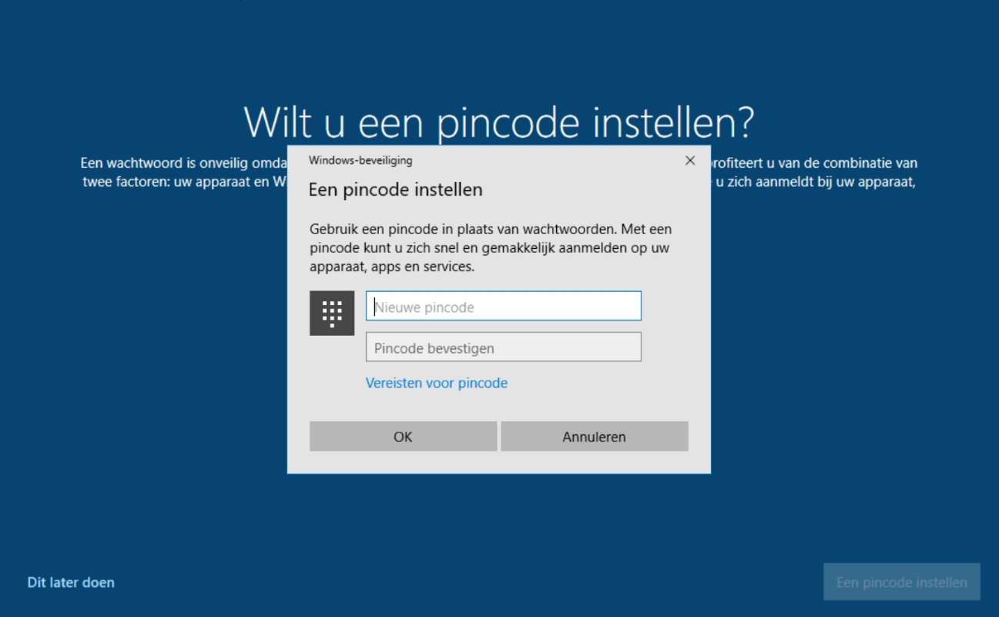 Wilt u een pincode instellen?
Een wachtwoord is onveilig
profiteert u van de combinatie van
twee factoren: uw apparaat en
u zich aanmeldt bij uw apparaat,
Windows-beveiliging
Een pincode instellen
Gebruik een pincode in plaats van wachtwoorden. Met een
pincode kunt u zich snel en gemakkelijk aanmelden op uw
apparaat, apps en services.
Nieuwe pincode
Pincode bevestigen
Vereisten voor pincode
OK
Annuleren
Dit later doen
Een pincode instellen